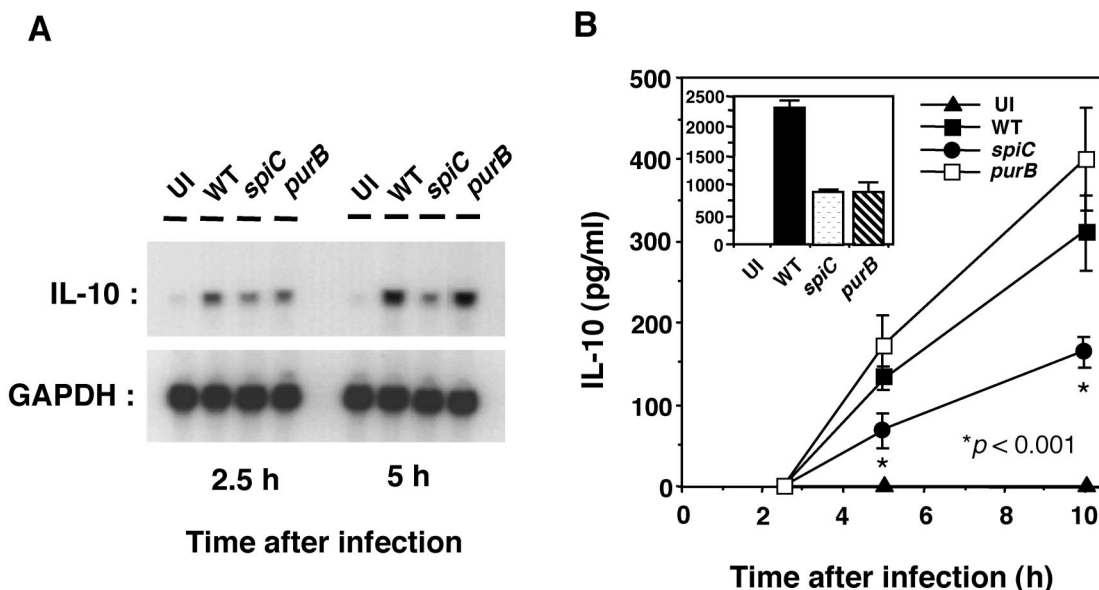 A
UI WT spiC purB UI WT spiC purB
IL-10 :
GAPDH :
2.5 h 5 h
Time after infection
B
IL-10 (pg/ml)
500
400
300
200
100
0
0 2 4 6 8 10
Time after infection (h)
2500
2000
1500
1000
500
0
UI WT spiC purB
UI
WT
spiC
purB
*
*
*p < 0.001